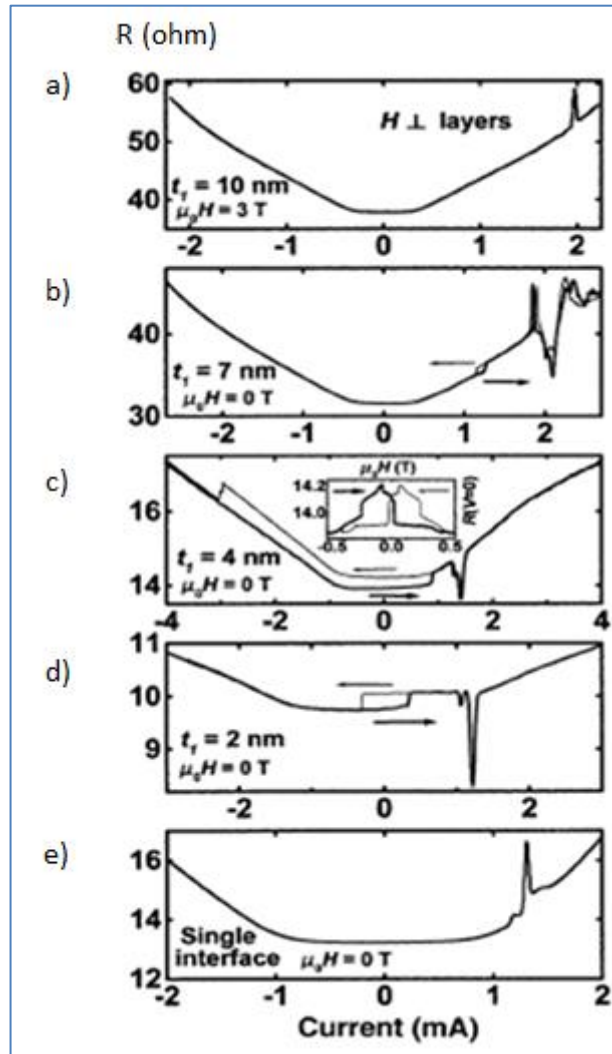 R (ohm)
a)
60
50
40
H ⊥ layers
t₁ = 10 nm
μ₀H = 3 T
-2 -1 0 1 2
b)
40
30
t₁ = 7 nm
μ₀H = 0 T
-2 -1 0 1 2
c)
16
14
μ₀H (T)
14.2
14.0
R(V≈0)
-0.5 0.0 0.5
t₁ = 4 nm
μ₀H = 0 T
-4 -2 0 2 4
d)
11
10
9
t₁ = 2 nm
μ₀H = 0 T
-2 0 2
e)
16
14
12
Single
interface μ₀H = 0 T
-2 -1 0 1 2
Current (mA)